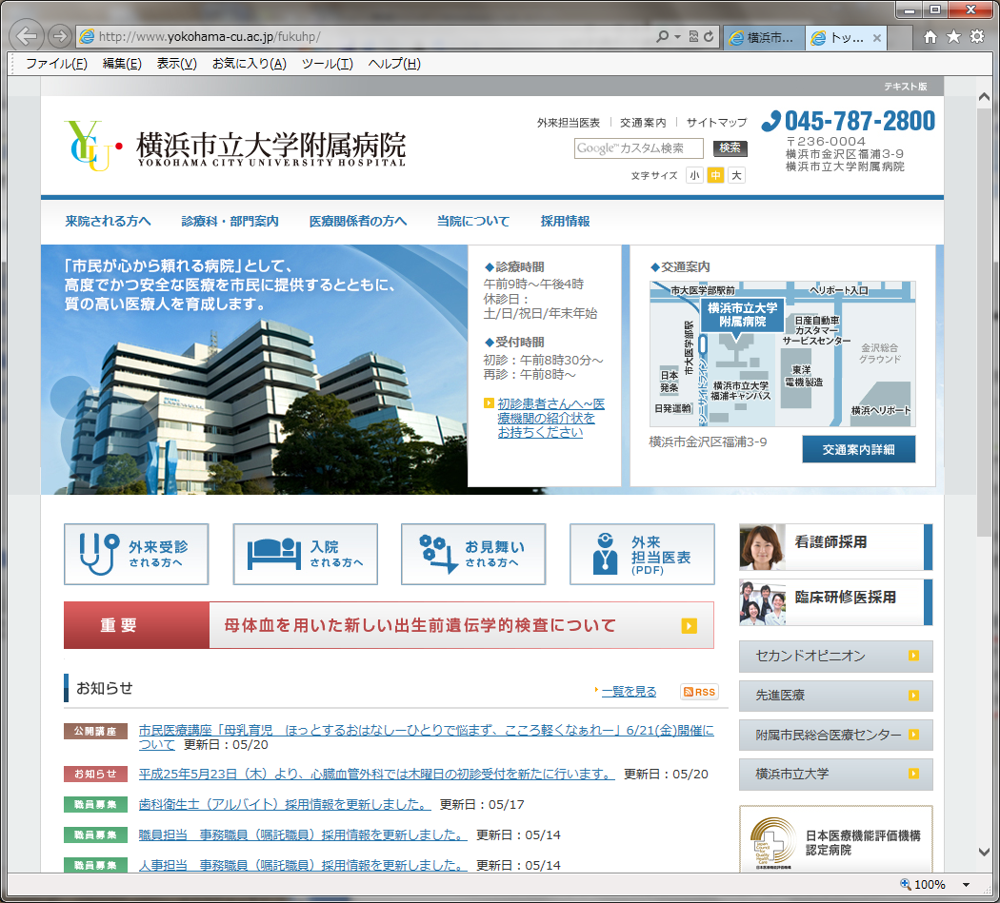 http://www.yokohama-cu.ac.jp/fukuhp/
横浜市...
トッ...
ファイル(F) 編集(E) 表示(V) お気に入り(A) ツール(T) ヘルプ(H)
テキスト版
YCU
横浜市立大学附属病院
YOKOHAMA CITY UNIVERSITY HOSPITAL
外来担当医表 交通案内 サイトマップ
Google™ カスタム検索 検索
文字サイズ 小 中 大
045-787-2800
〒236-0004
横浜市金沢区福浦3-9
横浜市立大学附属病院
来院される方へ 診療科・部門案内 医療関係者の方へ 当院について 採用情報
「市民が心から頼れる病院」として、
高度でかつ安全な医療を市民に提供するとともに、
質の高い医療人を育成します。
◆診療時間
午前9時～午後4時
休診日：
土/日/祝日/年末年始
◆受付時間
初診：午前8時30分～
再診：午前8時～
初診患者さんへ～医
療機関の紹介状を
お持ちください
◆交通案内
市大医学部駅前
ヘリポート入口
横浜市立大学
附属病院
日産自動車
カスタマー
サービスセンター
市大医学部駅
金沢総合
グラウンド
日本
発条
シーサイドライン
横浜市立大学
福浦キャンパス
東洋
電機製造
日発運輸
横浜ヘリポート
横浜市金沢区福浦3-9
交通案内詳細
外来受診
される方へ
入院
される方へ
お見舞い
される方へ
外来
担当医表
(PDF)
看護師採用
臨床研修医採用
重要 母体血を用いた新しい出生前遺伝学的検査について
セカンドオピニオン
先進医療
附属市民総合医療センター
横浜市立大学
お知らせ
一覧を見る
RSS
公開講座 市民医療講座「母乳育児　ほっとするおはなしーひとりで悩まず、こころ軽くなぁれー」6/21(金)開催に
ついて 更新日：05/20
お知らせ 平成25年5月23日（木）より、心臓血管外科では木曜日の初診受付を新たに行います。 更新日：05/20
職員募集 歯科衛生士（アルバイト）採用情報を更新しました。 更新日：05/17
職員募集 職員担当　事務職員（嘱託職員）採用情報を更新しました。 更新日：05/14
職員募集 人事担当　事務職員（嘱託職員）採用情報を更新しました。 更新日：05/14
Japan
Council for
Quality
Health Care
日本医療機能評価機構
日本医療機能評価機構
認定病院
100%